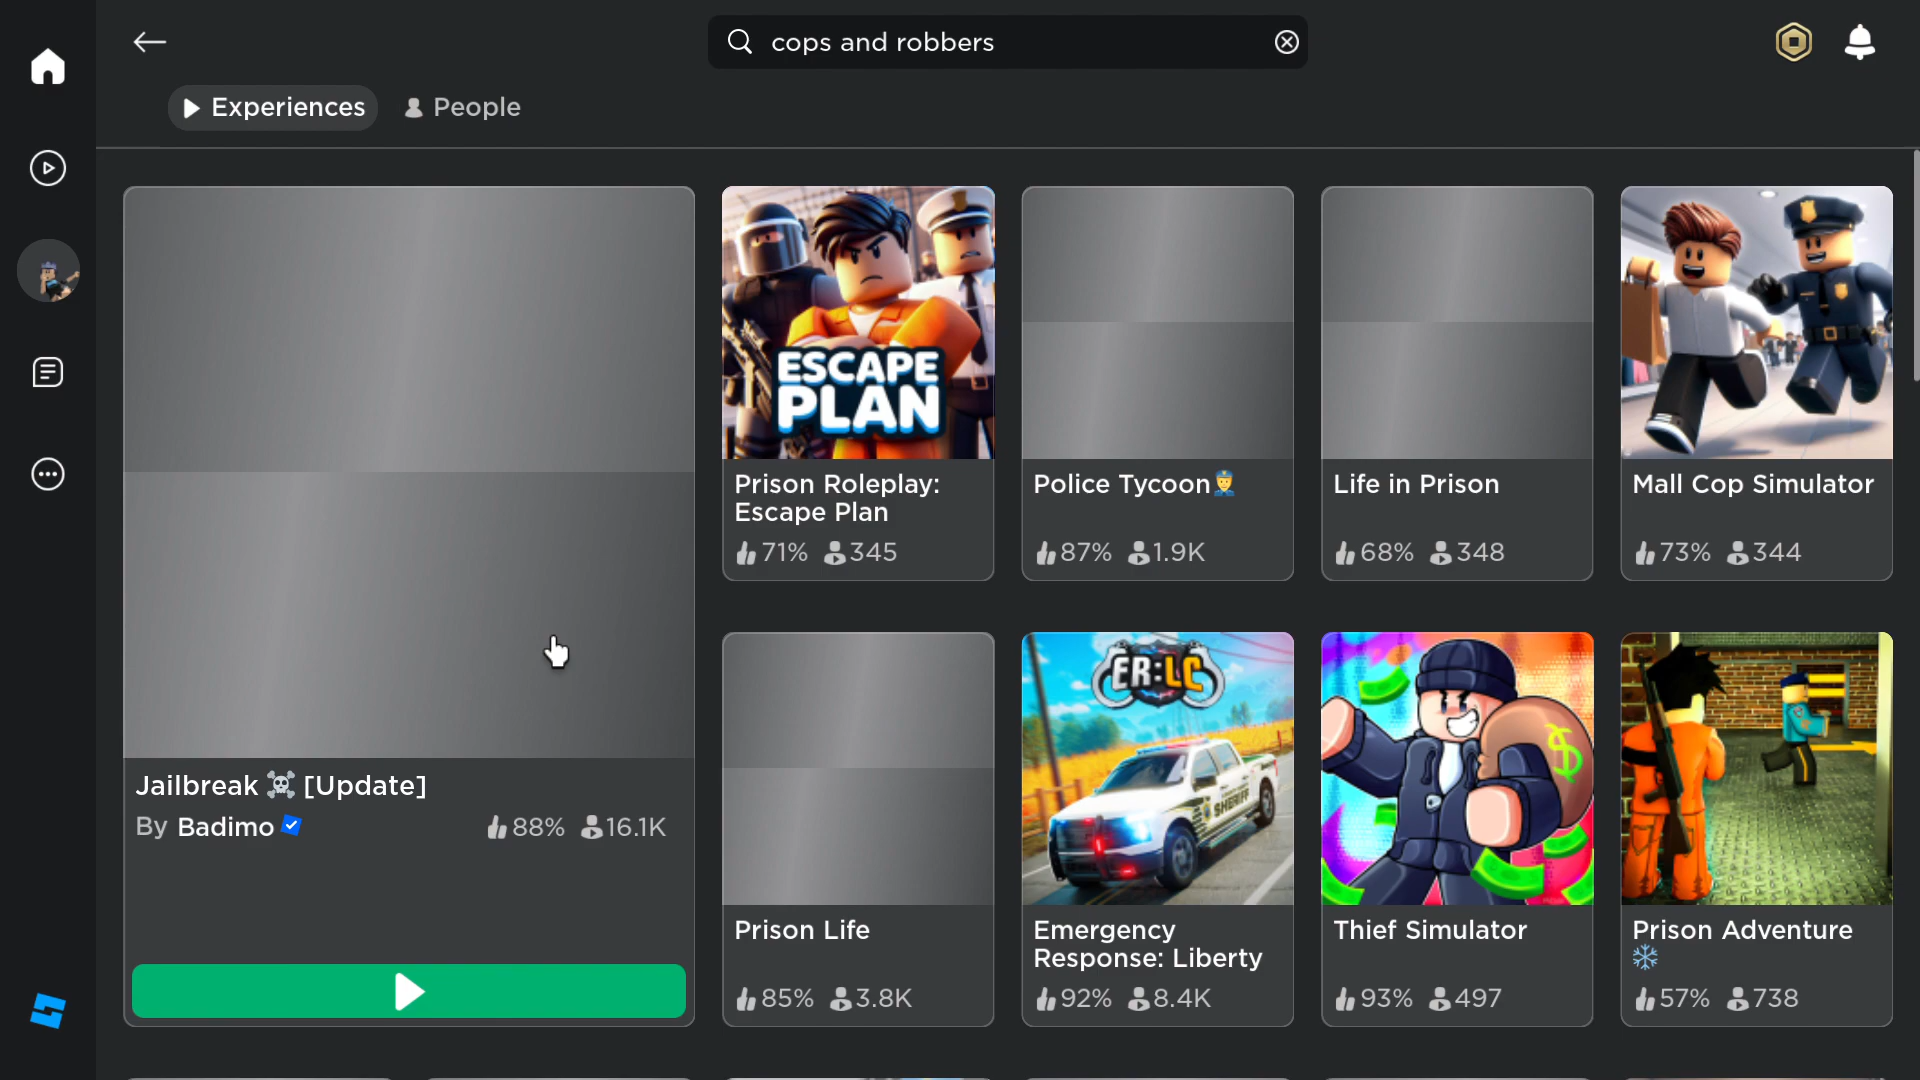 cops and robbers
Experiences
People
ESCAPE
PLAN
Prison Roleplay:
Escape Plan
71% 345
Police Tycoon👮
87% 1.9K
Life in Prison
68% 348
Mall Cop Simulator
73% 344
Jailbreak ☠️ [Update]
By Badimo
88% 16.1K
Prison Life
85% 3.8K
ER:LC
SHERIFF
Emergency
Response: Liberty
92% 8.4K
$
Thief Simulator
93% 497
Prison Adventure
❄️
57% 738